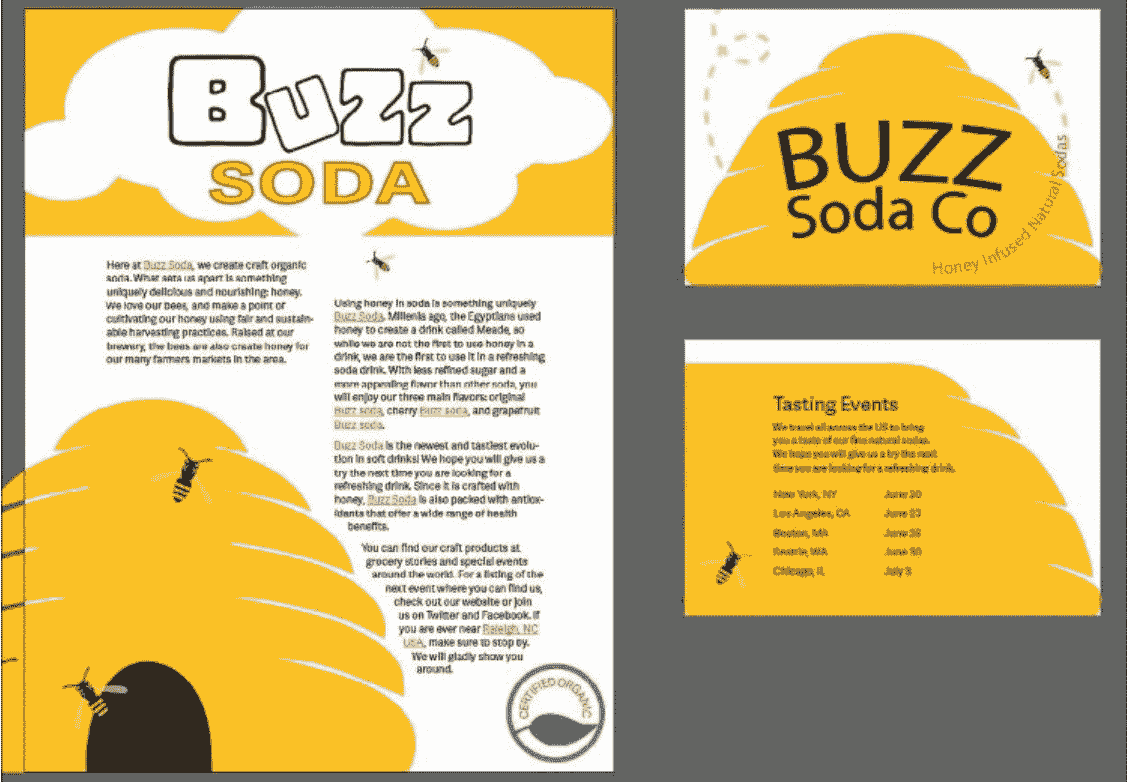 BUZZ
SODA
Here at Buzz Soda, we create craft organic
soda. What sets us apart is something
uniquely delicious and nourishing: honey.
We love our bees, and make a point of
cultivating our honey using fair and sustain-
able harvesting practices. Raised at our
brewery, the bees are also create honey for
our many farmers markets in the area.
Using honey in soda is something uniquely
Buzz Soda. Millenia ago, the Egyptians used
honey to create a drink called Meade, so
while we are not the first to use honey in a
drink, we are the first to use it in a refreshing
soda drink. With less refined sugar and a
more appealing flavor than other soda, you
will enjoy our three main flavors: original
Buzz soda, cherry Buzz soda, and grapefruit
Buzz soda.
Buzz Soda is the newest and tastiest evolu-
tion in soft drinks! We hope you will give us a
try the next time you are looking for a
refreshing drink. Since it is crafted with
honey, Buzz Soda is also packed with antiox-
idants that offer a wide range of health
benefits.
You can find our craft products at
grocery stories and special events
around the world. For a listing of the
next event where you can find us,
check out our website or join
us on Twitter and Facebook. If
you are ever near Raleigh, NC
USA, make sure to stop by.
We will gladly show you
around.
CERTIFIED ORGANIC
BUZZ
Soda Co
Honey Infused Natural Sodas
Tasting Events
We travel all across the US to bring
you a taste of our fine natural sodas.
We hope you will give us a try the next
time you are looking for a refreshing drink.
New York, NY June 20
Los Angeles, CA June 23
Boston, MA June
Seattle, WA June 30
Chicago, IL July 3